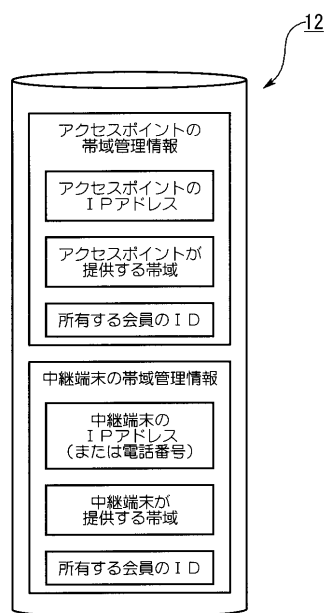 12
アクセスポイントの
帯域管理情報
アクセスポイントの
ＩＰアドレス
アクセスポイントが
提供する帯域
所有する会員のＩＤ
中継端末の帯域管理情報
中継端末の
ＩＰアドレス
（または電話番号）
中継端末が
提供する帯域
所有する会員のＩＤ